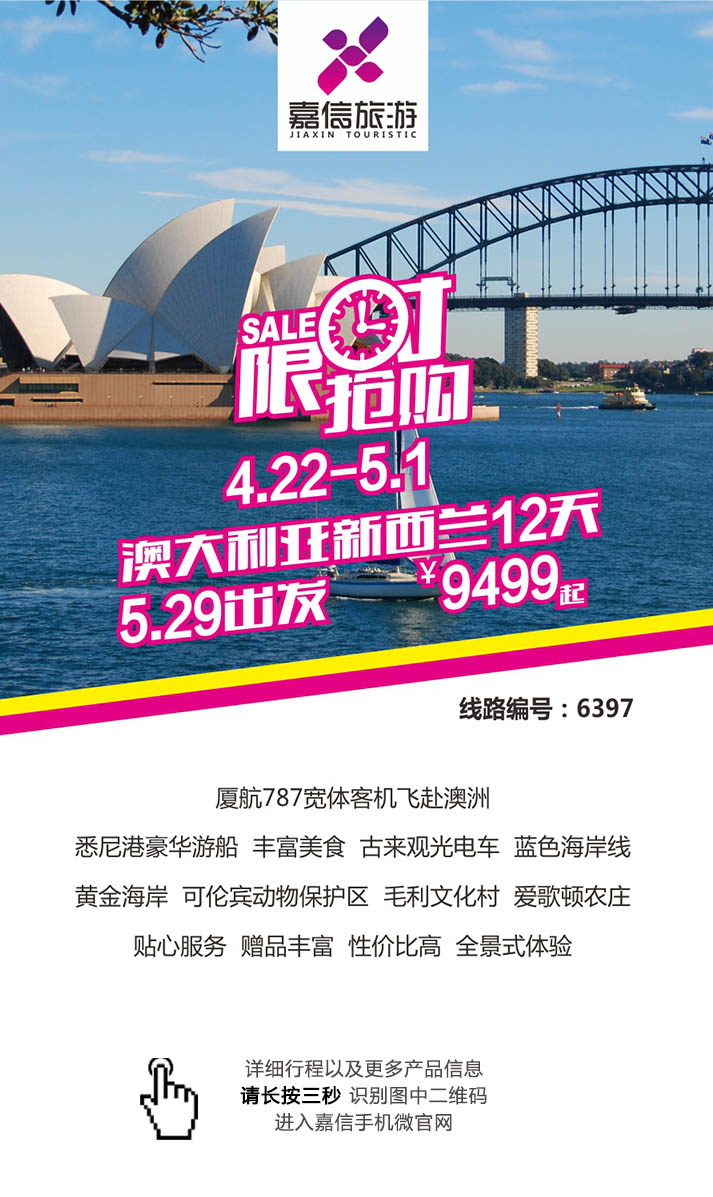 嘉信旅游
JIAXIN TOURISTIC
SALE
限时
抢购
4.22-5.1
澳大利亚新西兰12天
5.29出发 ¥9499起
线路编号：6397
厦航787宽体客机飞赴澳洲
悉尼港豪华游船 丰富美食 古来观光电车 蓝色海岸线
黄金海岸 可伦宾动物保护区 毛利文化村 爱歌顿农庄
贴心服务 赠品丰富 性价比高 全景式体验
详细行程以及更多产品信息
请长按三秒 识别图中二维码
进入嘉信手机微官网